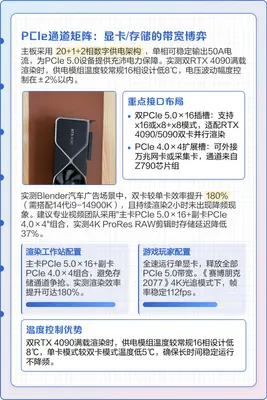 PCIe通道矩阵：显卡/存储的带宽博弈
主板采用 20+1+2相数字供电架构，单相可稳定输出50A电
流，为PCIe 5.0设备提供充沛电力保障。实测双RTX 4090满载
渲染时，供电模组温度较常规16相设计低8℃，电压波动幅度控
制在±2%以内。
重点接口布局
双PCIe 5.0×16插槽：支持
x16或x8+x8模式，适配RTX
4090/5090双卡并行渲染
PCIe 4.0×4扩展槽：可外接
万兆网卡或采集卡，通道来自
Z790芯片组
实测Blender汽车广告场景中，双卡较单卡效率提升 180%
（需搭配14代i9-14900K），且持续渲染2小时未出现降频现
象。建议专业视频团队采用"主卡PCIe 5.0×16+副卡PCIe
4.0×4"组合，实测4K ProRes RAW剪辑时存储延迟降低
37%。
渲染工作站配置
主卡PCIe 5.0×16+副卡
PCIe 4.0×4组合，避免存
储通道争抢。实测渲染效
率提升可达180%。
游戏玩家配置
全速运行单显卡，释放全部
PCIe 5.0带宽。《赛博朋克
2077》4K光追模式下，帧
率稳定112fps。
温度控制优势
双RTX 4090满载渲染时，供电模组温度较常规16相设计低
8℃，单卡模式较双卡模式温度低5℃，确保长时间稳定运行
不降频。